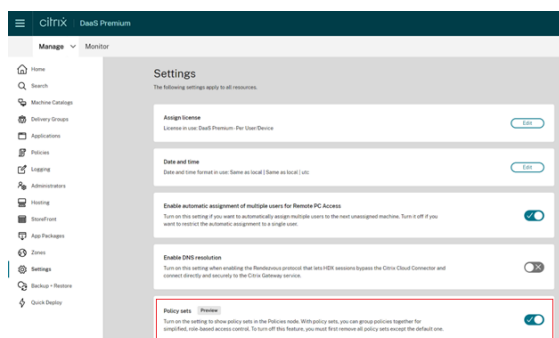 citrix | DaaS Premium
Manage Monitor
Home
Search
Machine Catalogs
Delivery Groups
Applications
Policies
Logging
Administrators
Hosting
StoreFront
App Packages
Zones
Settings
Backup + Restore
Quick Deploy
Settings
The following settings apply to all resources.
Assign license
License in use: DaaS Premium - Per User/Device
Edit
Date and time
Date and time format in use: Same as local | Same as local | utc
Edit
Enable automatic assignment of multiple users for Remote PC Access
Turn on this setting if you want to automatically assign multiple users to the next unassigned machine. Turn it off if you
want to restrict the automatic assignment to a single user.
Enable DNS resolution
Turn on this setting when enabling the Rendezvous protocol that lets HDX sessions bypass the Citrix Cloud Connector and
connect directly and securely to the Citrix Gateway service.
Policy sets Preview
Turn on the setting to show policy sets in the Policies node. With policy sets, you can group policies together for
simplified, role-based access control. To turn off this feature, you must first remove all policy sets except the default one.